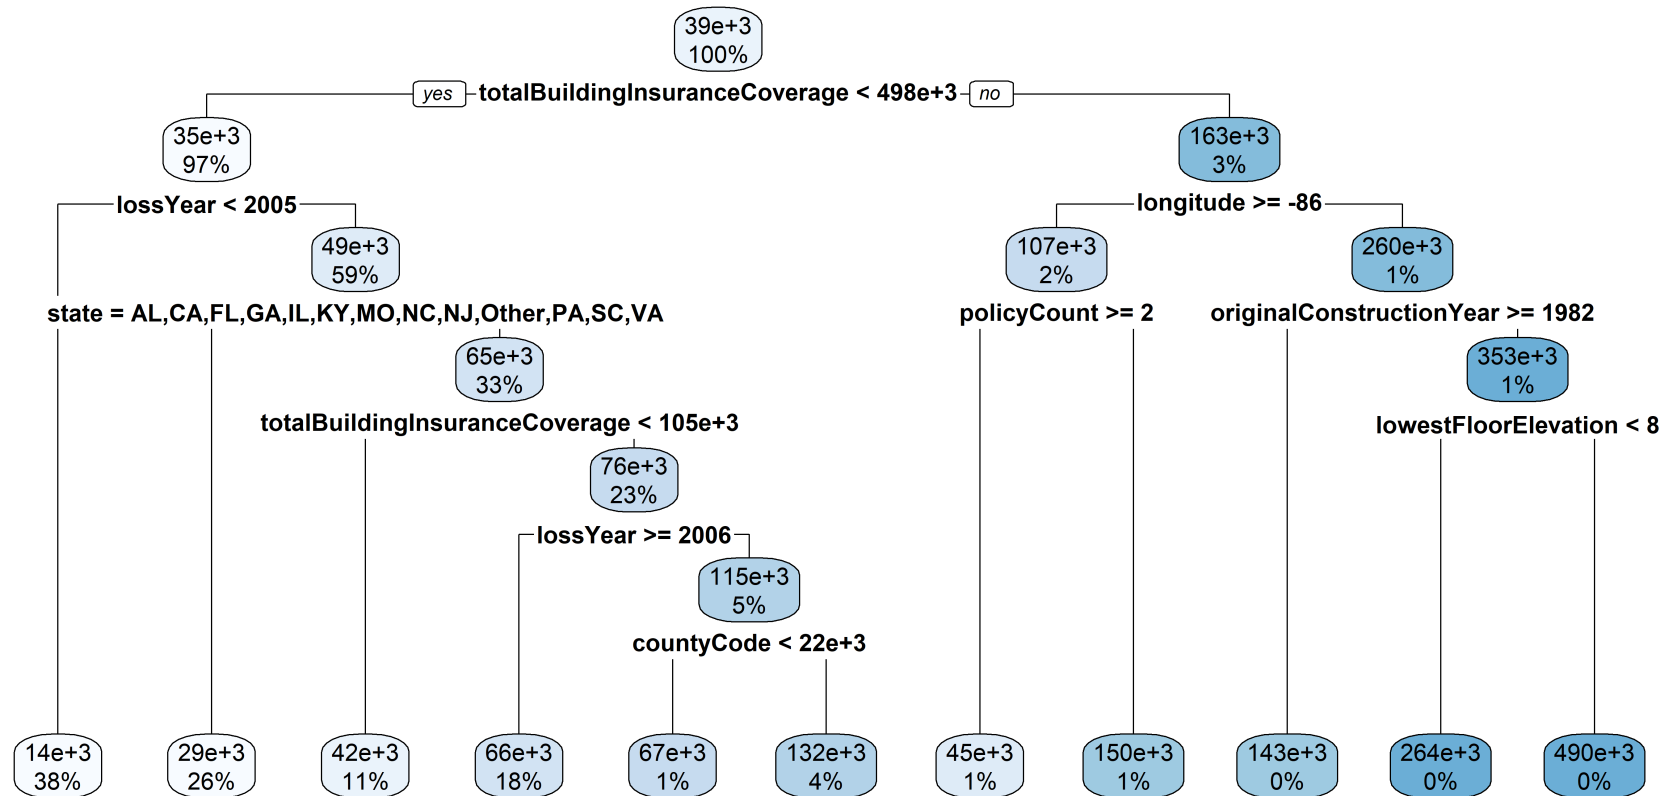 39e+3
100%
yes
totalBuildingInsuranceCoverage < 498e+3
no
35e+3
97%
163e+3
3%
lossYear < 2005
longitude >= -86
49e+3
59%
107e+3
2%
260e+3
1%
state = AL,CA,FL,GA,IL,KY,MO,NC,NJ,Other,PA,SC,VA
policyCount >= 2
originalConstructionYear >= 1982
65e+3
33%
353e+3
1%
totalBuildingInsuranceCoverage < 105e+3
lowestFloorElevation < 8
76e+3
23%
lossYear >= 2006
115e+3
5%
countyCode < 22e+3
14e+3
38%
29e+3
26%
42e+3
11%
66e+3
18%
67e+3
1%
132e+3
4%
45e+3
1%
150e+3
1%
143e+3
0%
264e+3
0%
490e+3
0%